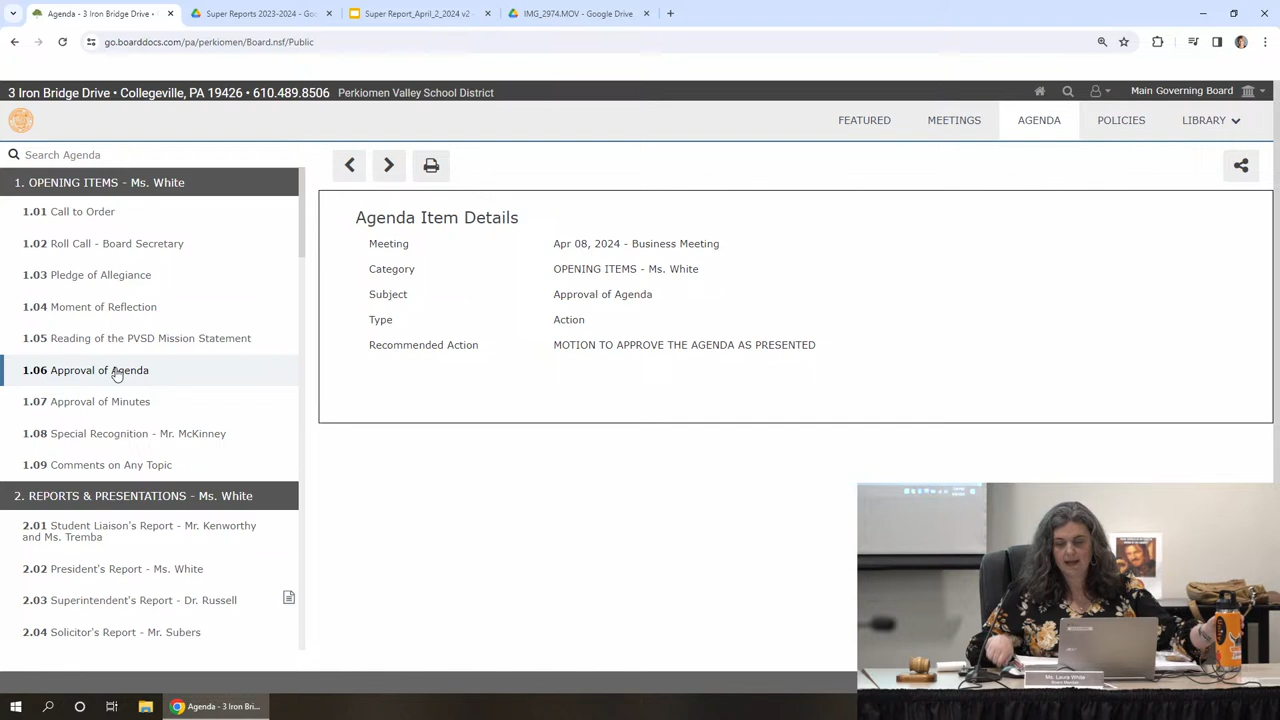 Agenda - 3 Iron Bridge Drive •
Super Reports 2023-2024 - Go
Super Report_April_2_2024 v2
IMG_2974.MOV - Google Drive
go.boarddocs.com/pa/perkiomen/Board.nsf/Public
3 Iron Bridge Drive • Collegeville, PA 19426 • 610.489.8506 Perkiomen Valley School District
Main Governing Board
FEATURED
MEETINGS
AGENDA
POLICIES
LIBRARY
Search Agenda
1. OPENING ITEMS - Ms. White
1.01 Call to Order
1.02 Roll Call - Board Secretary
1.03 Pledge of Allegiance
1.04 Moment of Reflection
1.05 Reading of the PVSD Mission Statement
1.06 Approval of Agenda
1.07 Approval of Minutes
1.08 Special Recognition - Mr. McKinney
1.09 Comments on Any Topic
2. REPORTS & PRESENTATIONS - Ms. White
2.01 Student Liaison's Report - Mr. Kenworthy
and Ms. Tremba
2.02 President's Report - Ms. White
2.03 Superintendent's Report - Dr. Russell
2.04 Solicitor's Report - Mr. Subers
Agenda Item Details
Meeting Apr 08, 2024 - Business Meeting
Category OPENING ITEMS - Ms. White
Subject Approval of Agenda
Type Action
Recommended Action MOTION TO APPROVE THE AGENDA AS PRESENTED
Ms. Laura White
Board Member
Agenda - 3 Iron Bri...